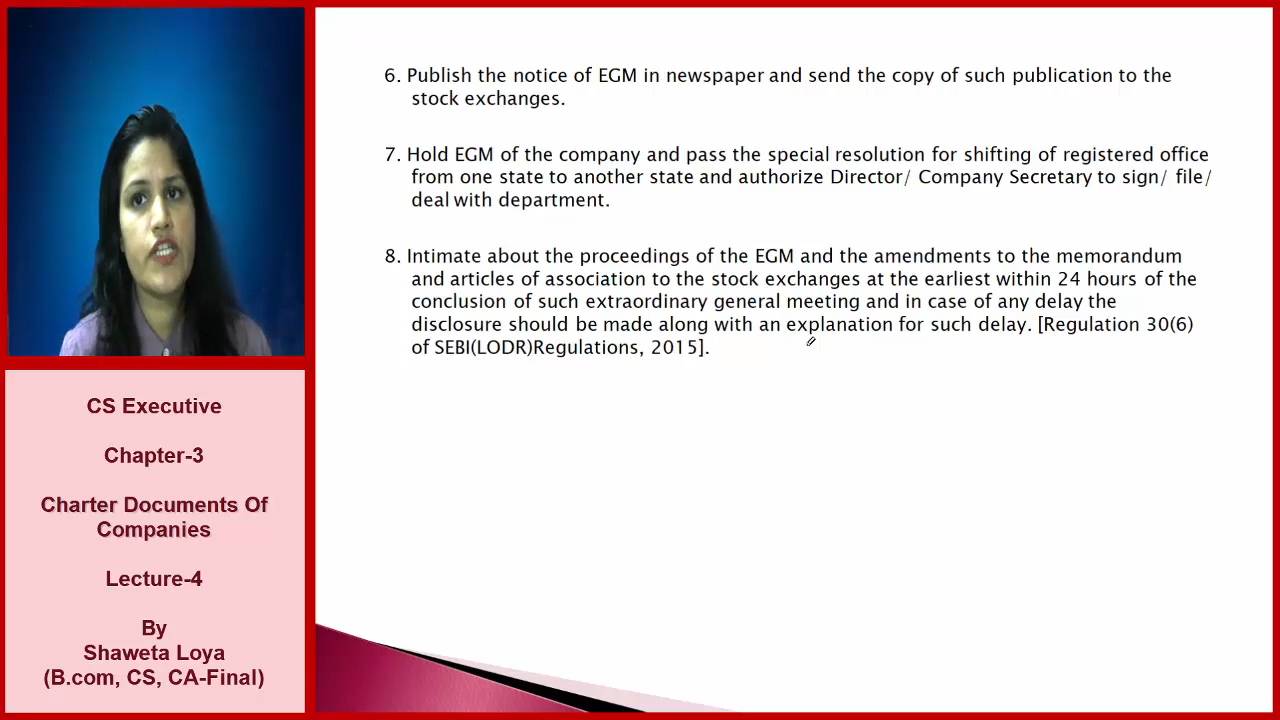 6. Publish the notice of EGM in newspaper and send the copy of such publication to the
stock exchanges.
7. Hold EGM of the company and pass the special resolution for shifting of registered office
from one state to another state and authorize Director/ Company Secretary to sign/ file/
deal with department.
8. Intimate about the proceedings of the EGM and the amendments to the memorandum
and articles of association to the stock exchanges at the earliest within 24 hours of the
conclusion of such extraordinary general meeting and in case of any delay the
disclosure should be made along with an explanation for such delay. [Regulation 30(6)
of SEBI(LODR)Regulations, 2015].
CS Executive
Chapter-3
Charter Documents Of
Companies
Lecture-4
By
Shaweta Loya
(B.com, CS, CA-Final)